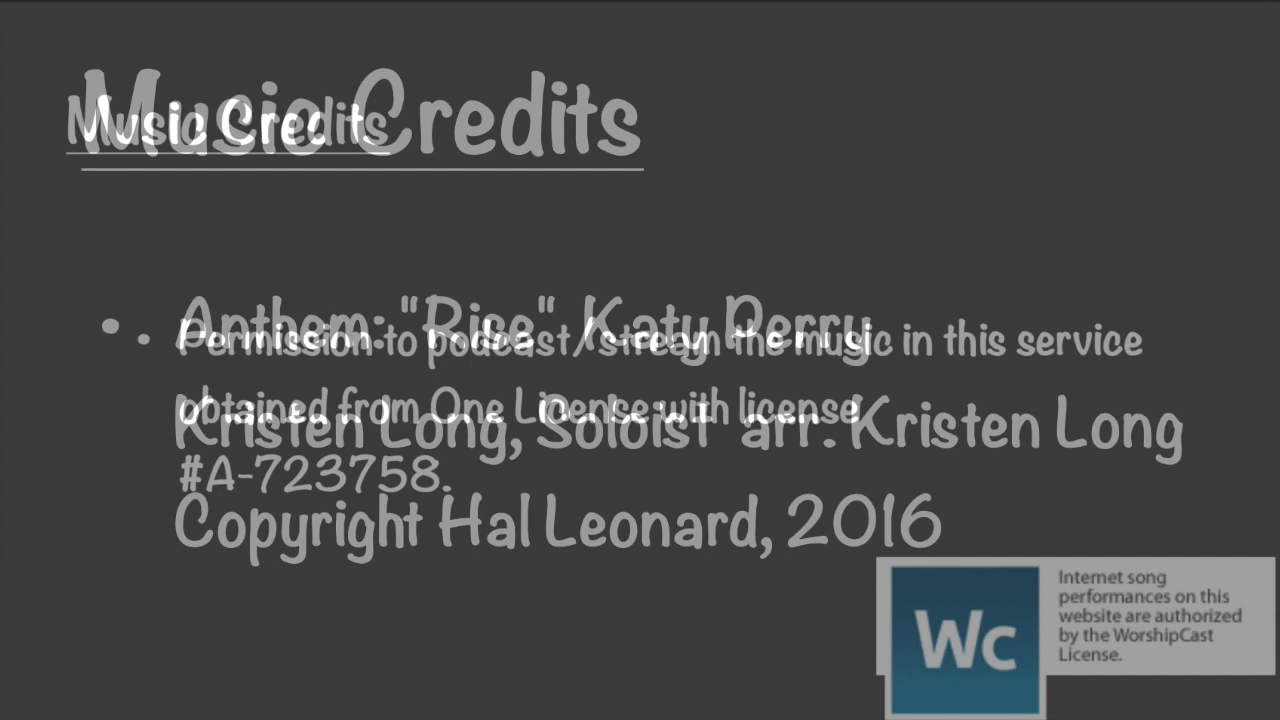 Music Credits
Music Credits
• Anthem: "Rise" Katy Perry
Kristen Long, Soloist arr. Kristen Long
Copyright Hal Leonard, 2016
• Permission to podcast/stream the music in this service
obtained from One License with license
#A-723758.
Wc
Internet song
performances on this
website are authorized
by the WorshipCast
License.